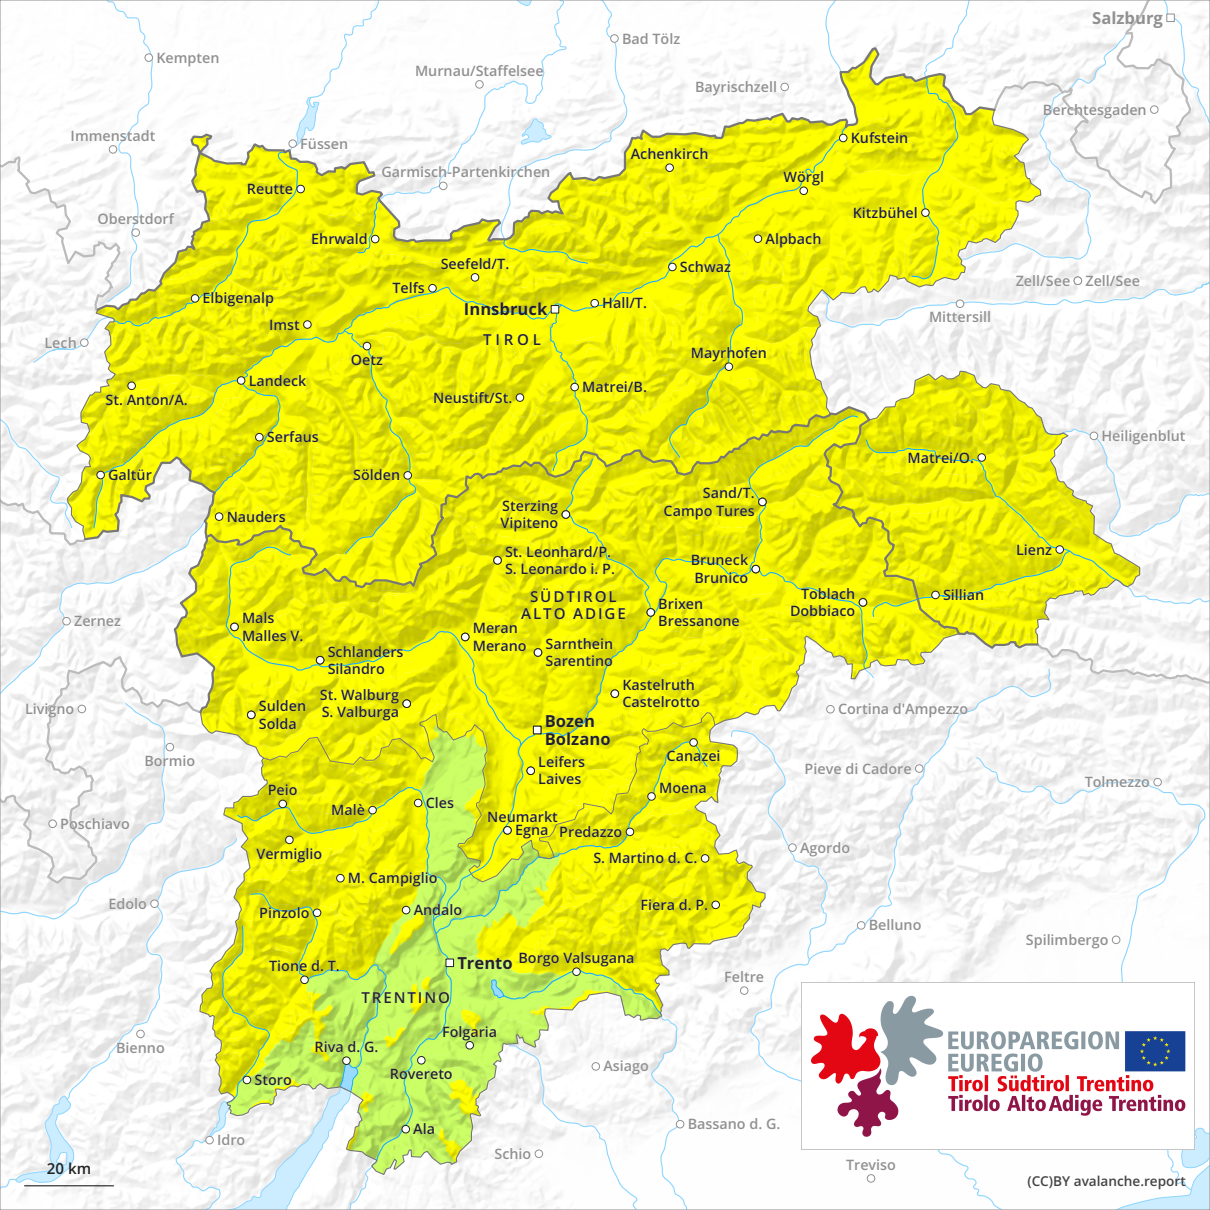 Salzburg
Bad Tölz
Kempten
Murnau/Staffelsee
Bayrischzell
Berchtesgaden
Immenstadt
Füssen
Kufstein
Achenkirch
Garmisch-Partenkirchen
Wörgl
Reutte
Oberstdorf
Kitzbühel
Ehrwald
Alpbach
Seefeld/T.
Schwaz
Zell/See
Zell/See
Telfs
Elbigenalp
Hall/T.
Innsbruck
Mittersill
Imst
TIROL
Lech
Oetz
Mayrhofen
Landeck
Matrei/B.
St. Anton/A.
Neustift/St.
Serfaus
Heiligenblut
Matrei/O.
Galtür
Sölden
Sand/T.
Campo Tures
Sterzing
Vipiteno
Nauders
Lienz
St. Leonhard/P.
S. Leonardo i. P.
Bruneck
Brunico
SÜDTIROL
ALTO ADIGE
Toblach
Dobbiaco
Sillian
Brixen
Bressanone
Zernez
Mals
Malles V.
Meran
Merano
Sarnthein
Sarentino
Schlanders
Silandro
Kastelruth
Castelrotto
St. Walburg
S. Valburga
Livigno
Sulden
Solda
Cortina d'Ampezzo
Bozen
Bolzano
Bormio
Canazei
Leifers
Laives
Pieve di Cadore
Tolmezzo
Peio
Moena
Cles
Malè
Neumarkt
Egna
Predazzo
Poschiavo
Vermiglio
Agordo
S. Martino d. C.
M. Campiglio
Edolo
Pinzolo
Andalo
Fiera d. P.
Belluno
Spilimbergo
Borgo Valsugana
Trento
Tione d. T.
Feltre
TRENTINO
Folgaria
Bienno
Riva d. G.
EUROPAREGION
EUREGIO
Tirol Südtirol Trentino
Tirolo Alto Adige Trentino
Asiago
Rovereto
Storo
Bassano d. G.
Ala
Idro
Schio
Treviso
20 km
(CC)BY avalanche.report